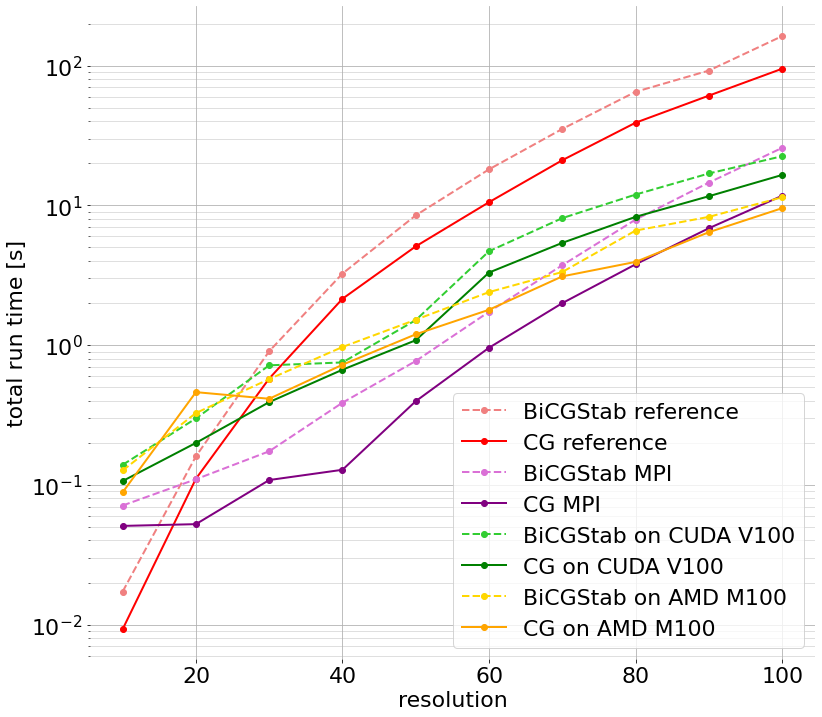 10²
10¹
10⁰
10⁻¹
10⁻²
total run time [s]
20
40
60
80
100
resolution
BiCGStab reference
CG reference
BiCGStab MPI
CG MPI
BiCGStab on CUDA V100
CG on CUDA V100
BiCGStab on AMD M100
CG on AMD M100